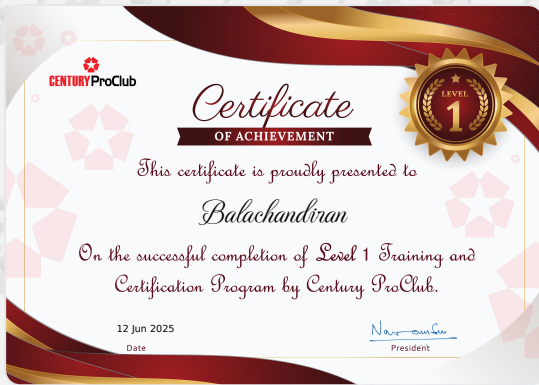 CENTURY ProClub
Certificate
OF ACHIEVEMENT
LEVEL
1
This certificate is proudly presented to
Balachandiran
On the successful completion of Level 1 Training and
Certification Program by Century ProClub.
12 Jun 2025
Date
President